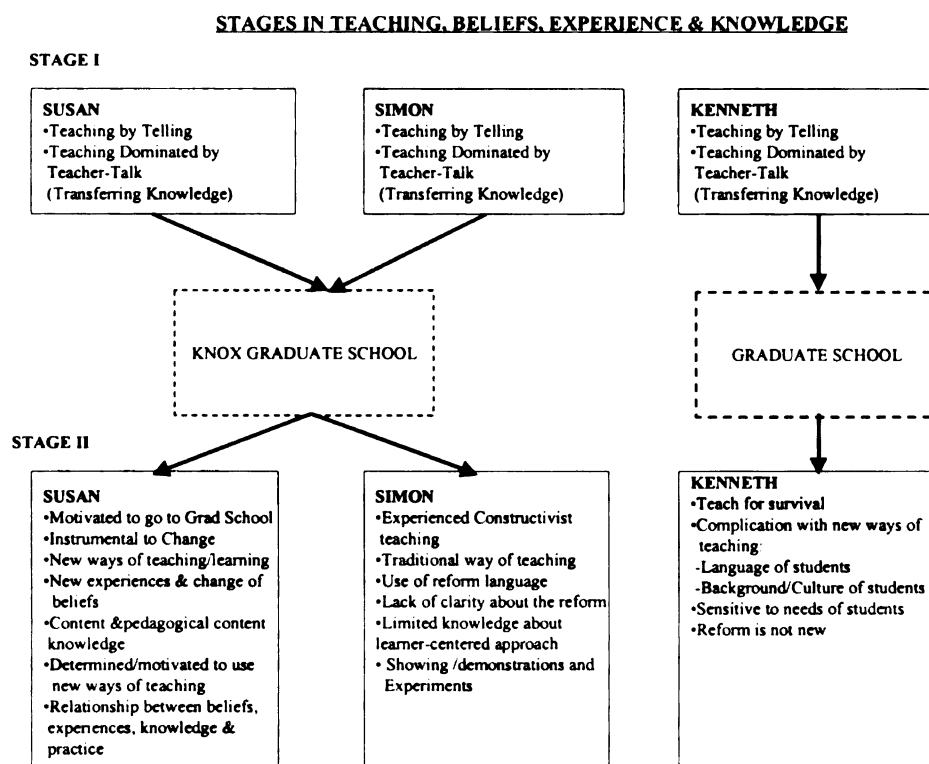 STAGES IN TEACHING, BELIEFS, EXPERIENCE & KNOWLEDGE
STAGE I
SUSAN
•Teaching by Telling
•Teaching Dominated by
Teacher-Talk
(Transferring Knowledge)
SIMON
•Teaching by Telling
•Teaching Dominated by
Teacher-Talk
(Transferring Knowledge)
KENNETH
•Teaching by Telling
•Teaching Dominated by
Teacher-Talk
(Transferring Knowledge)
KNOX GRADUATE SCHOOL
GRADUATE SCHOOL
STAGE II
SUSAN
•Motivated to go to Grad School
•Instrumental to Change
•New ways of teaching/learning
•New experiences & change of
beliefs
•Content &pedagogical content
knowledge
•Determined/motivated to use
new ways of teaching
•Relationship between beliefs,
experiences, knowledge &
practice
SIMON
•Experienced Constructivist
teaching
•Traditional way of teaching
•Use of reform language
•Lack of clarity about the reform
•Limited knowledge about
learner-centered approach
• Showing /demonstrations and
Experiments
KENNETH
•Teach for survival
•Complication with new ways of
teaching:
-Language of students
-Background/Culture of students
•Sensitive to needs of students
•Reform is not new